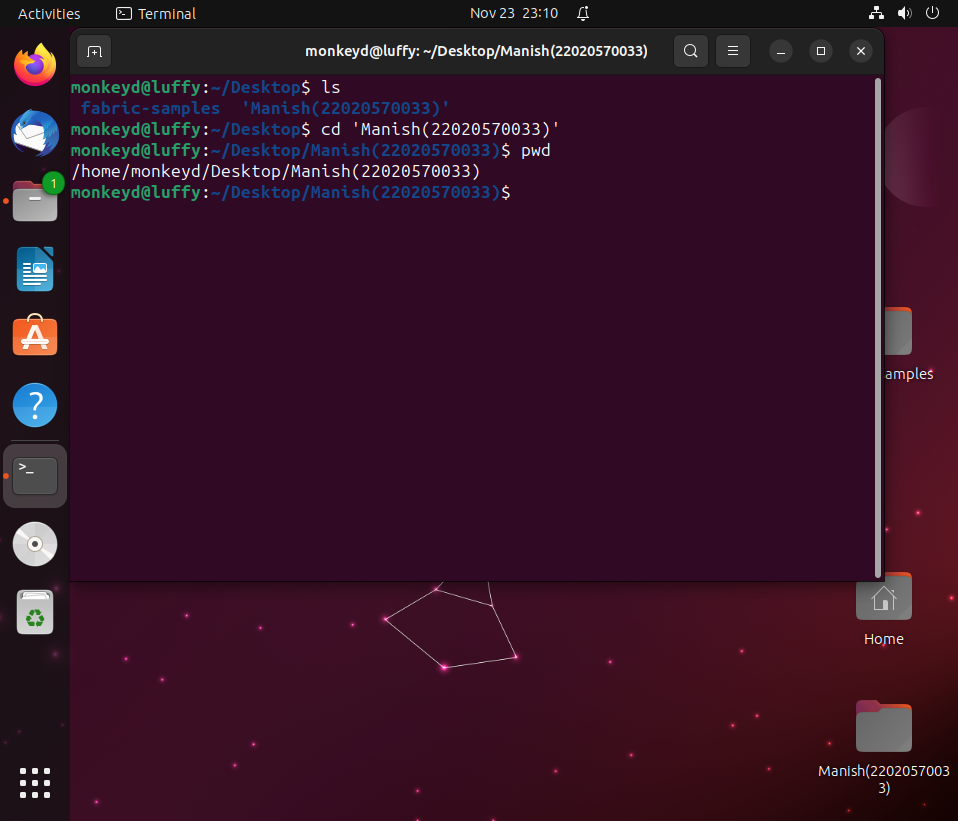 Activities Terminal Nov 23 23:10
monkeyd@luffy: ~/Desktop/Manish(22020570033)
monkeyd@luffy:~/Desktop$ ls
fabric-samples 'Manish(22020570033)'
monkeyd@luffy:~/Desktop$ cd 'Manish(22020570033)'
monkeyd@luffy:~/Desktop/Manish(22020570033)$ pwd
/home/monkeyd/Desktop/Manish(22020570033)
monkeyd@luffy:~/Desktop/Manish(22020570033)$
1
>_
?
amples
Home
Manish(2202057003
3)